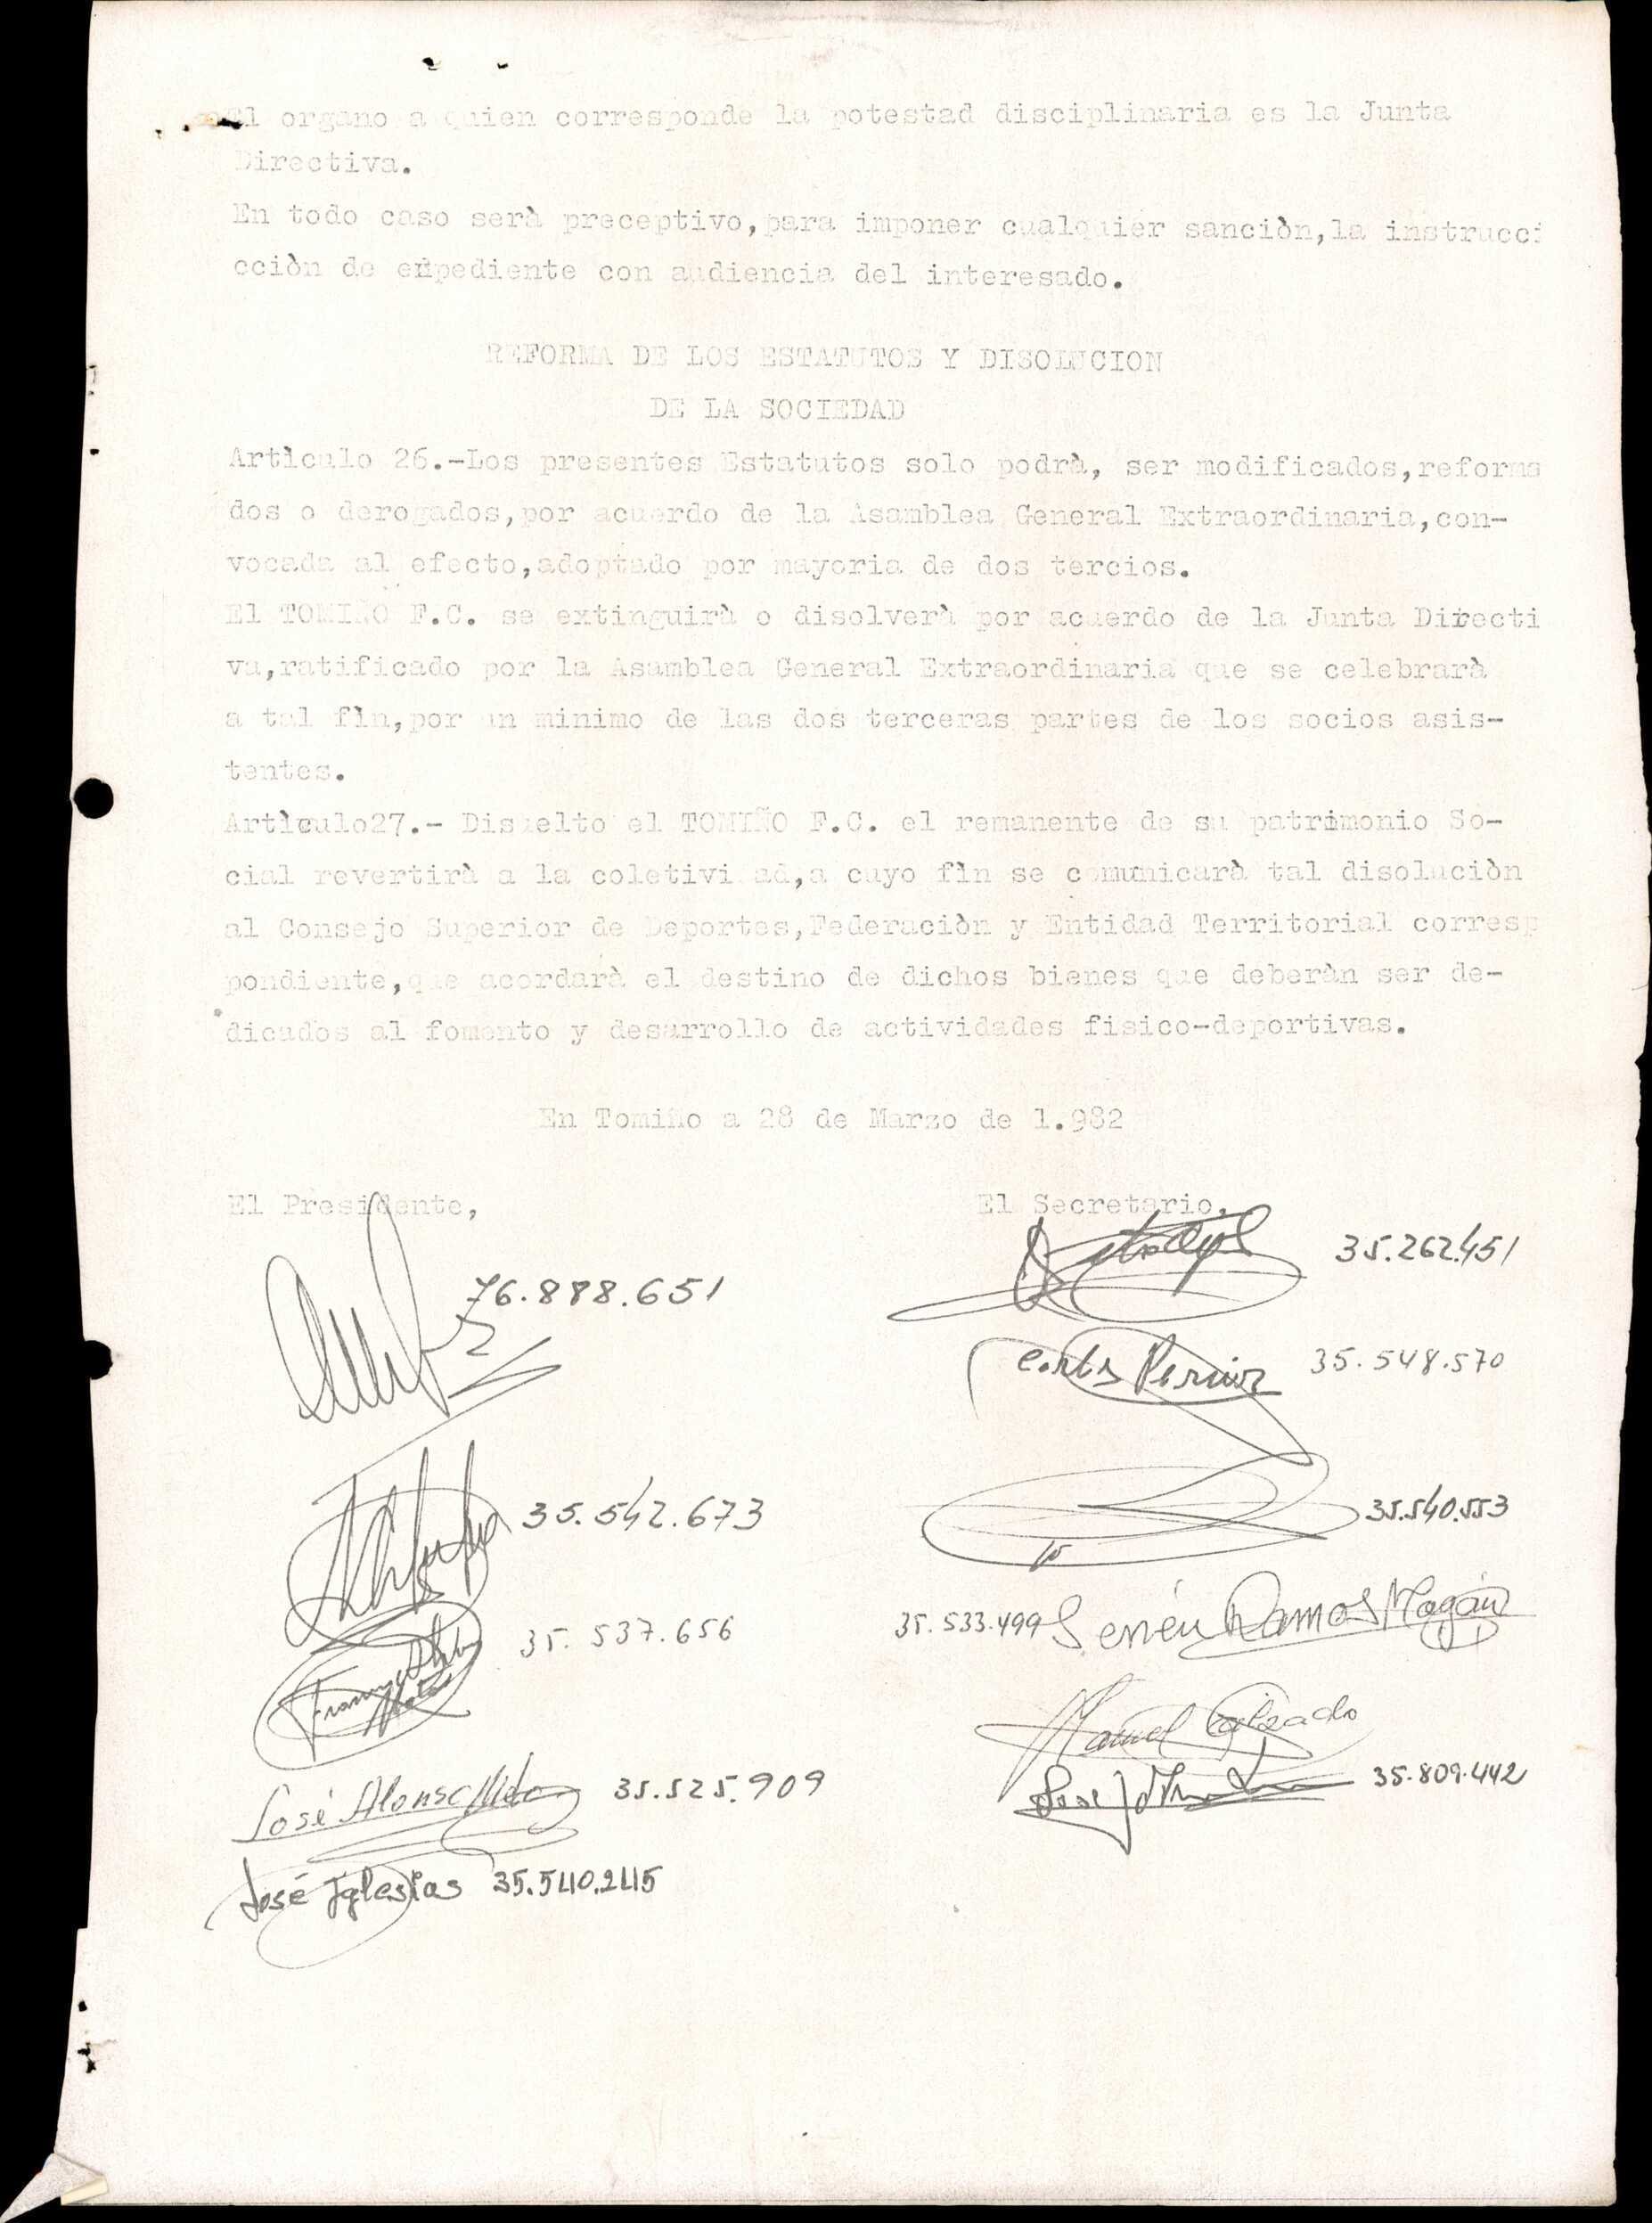 El organo a quien corresponde la potestad disciplinaria es la Junta
Directiva.
En todo caso serà preceptivo,para imponer cualquier sanciòn,la instrucci
cciòn de expediente con audiencia del interesado.
REFORMA DE LOS ESTATUTOS Y DISOLUCION
DE LA SOCIEDAD
Artìculo 26.-Los presentes Estatutos solo podrà, ser modificados,reforma
dos o derogados,por acuerdo de la Asamblea General Extraordinaria,con-
vocada al efecto,adoptado por mayoria de dos tercios.
El TOMIÑO F.C. se extinguirà o disolverà por acuerdo de la Junta Directi
va,ratificado por la Asamblea General Extraordinaria que se celebrarà
a tal fìn,por un minimo de las dos terceras partes de los socios asis-
tentes.
Artìculo27.- Disuelto el TOMIÑO F.C. el remanente de su patrimonio So-
cial revertirà a la coletividad,a cuyo fìn se comunicarà tal disoluciòn
al Consejo Superior de Deportes,Federaciòn y Entidad Territorial corresp
pondiente,que acordarà el destino de dichos bienes que deberàn ser de-
dicados al fomento y desarrollo de actividades fisico-deportivas.
En Tomiño a 28 de Marzo de 1.982
El Presidente, El Secretario,
35.262.451
76.888.651
Carlos 35.548.570
35.542.673 35.540.553
35.533.499 Senén Ramos Magán
35.537.656
Manuel
José Alonso 35.525.909 35.809.442
José Iglesias 35.540.245